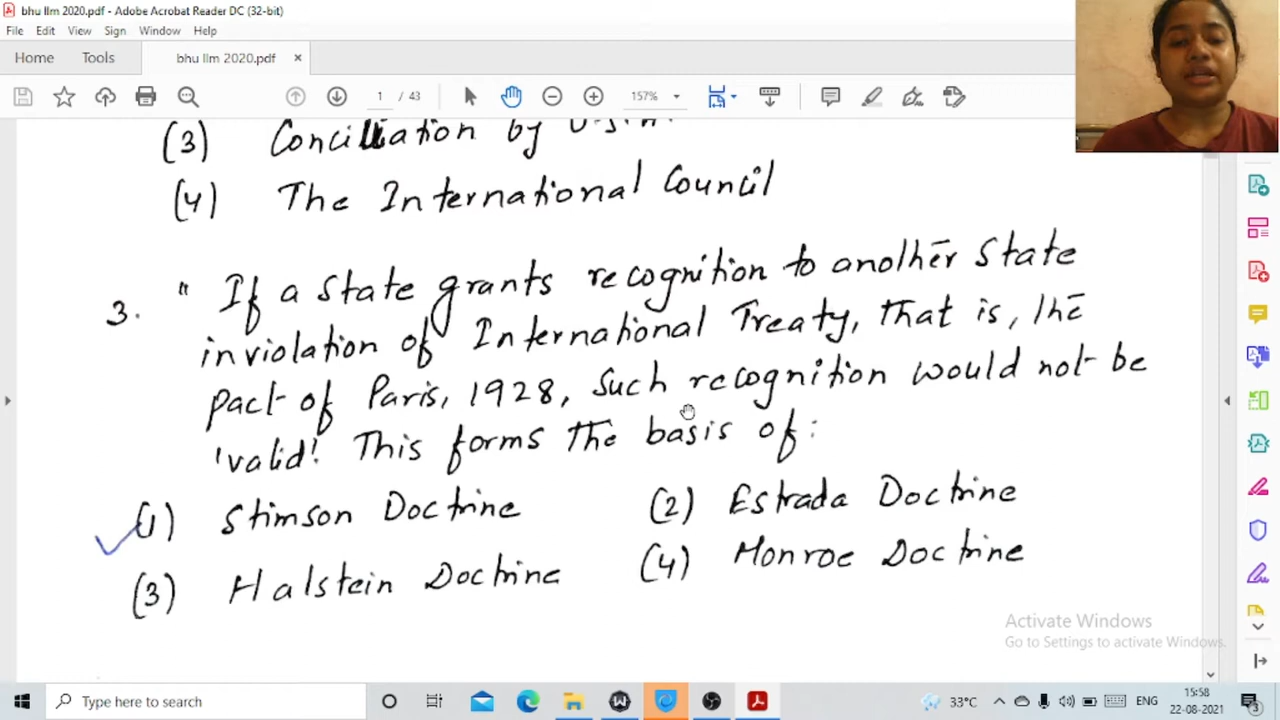 bhu llm 2020.pdf - Adobe Acrobat Reader DC (32-bit)
File Edit View Sign Window Help
Home Tools bhu llm 2020.pdf ×
1 / 43 157%
(3) Conciliation by U.S.
(4) The International Council
3. " If a State grants recognition to another State
in violation of International Treaty, that is, the
pact of Paris, 1928, such recognition would not be
'valid'. This forms the basis of:
(1) Stimson Doctrine (2) Estrada Doctrine
(3) Halstein Doctrine (4) Monroe Doctrine
Activate Windows
Go to Settings to activate Windows.
Type here to search 33°C ENG 15:58
22-08-2021 3